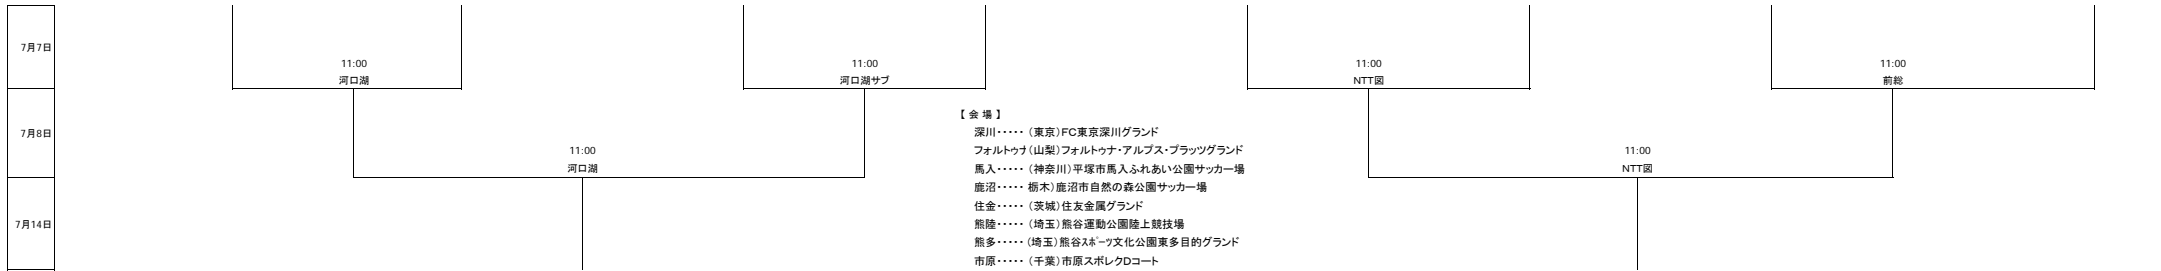 7月7日
11:00
河口湖
11:00
河口湖サブ
11:00
NTT図
11:00
前総
7月8日
11:00
河口湖
11:00
NTT図
7月14日
【 会 場 】
深川・・・・・ （東京）FC東京深川グランド
フォルトゥナ（山梨）フォルトゥナ・アルプス・プラッツグランド
馬入・・・・・ （神奈川）平塚市馬入ふれあい公園サッカー場
鹿沼・・・・・ 栃木）鹿沼市自然の森公園サッカー場
住金・・・・・ （茨城）住友金属グランド
熊陸・・・・・ （埼玉）熊谷運動公園陸上競技場
熊多・・・・・ （埼玉）熊谷ｽﾎﾟｰﾂ文化公園東多目的グランド
市原・・・・・ （千葉）市原スポレクDコート